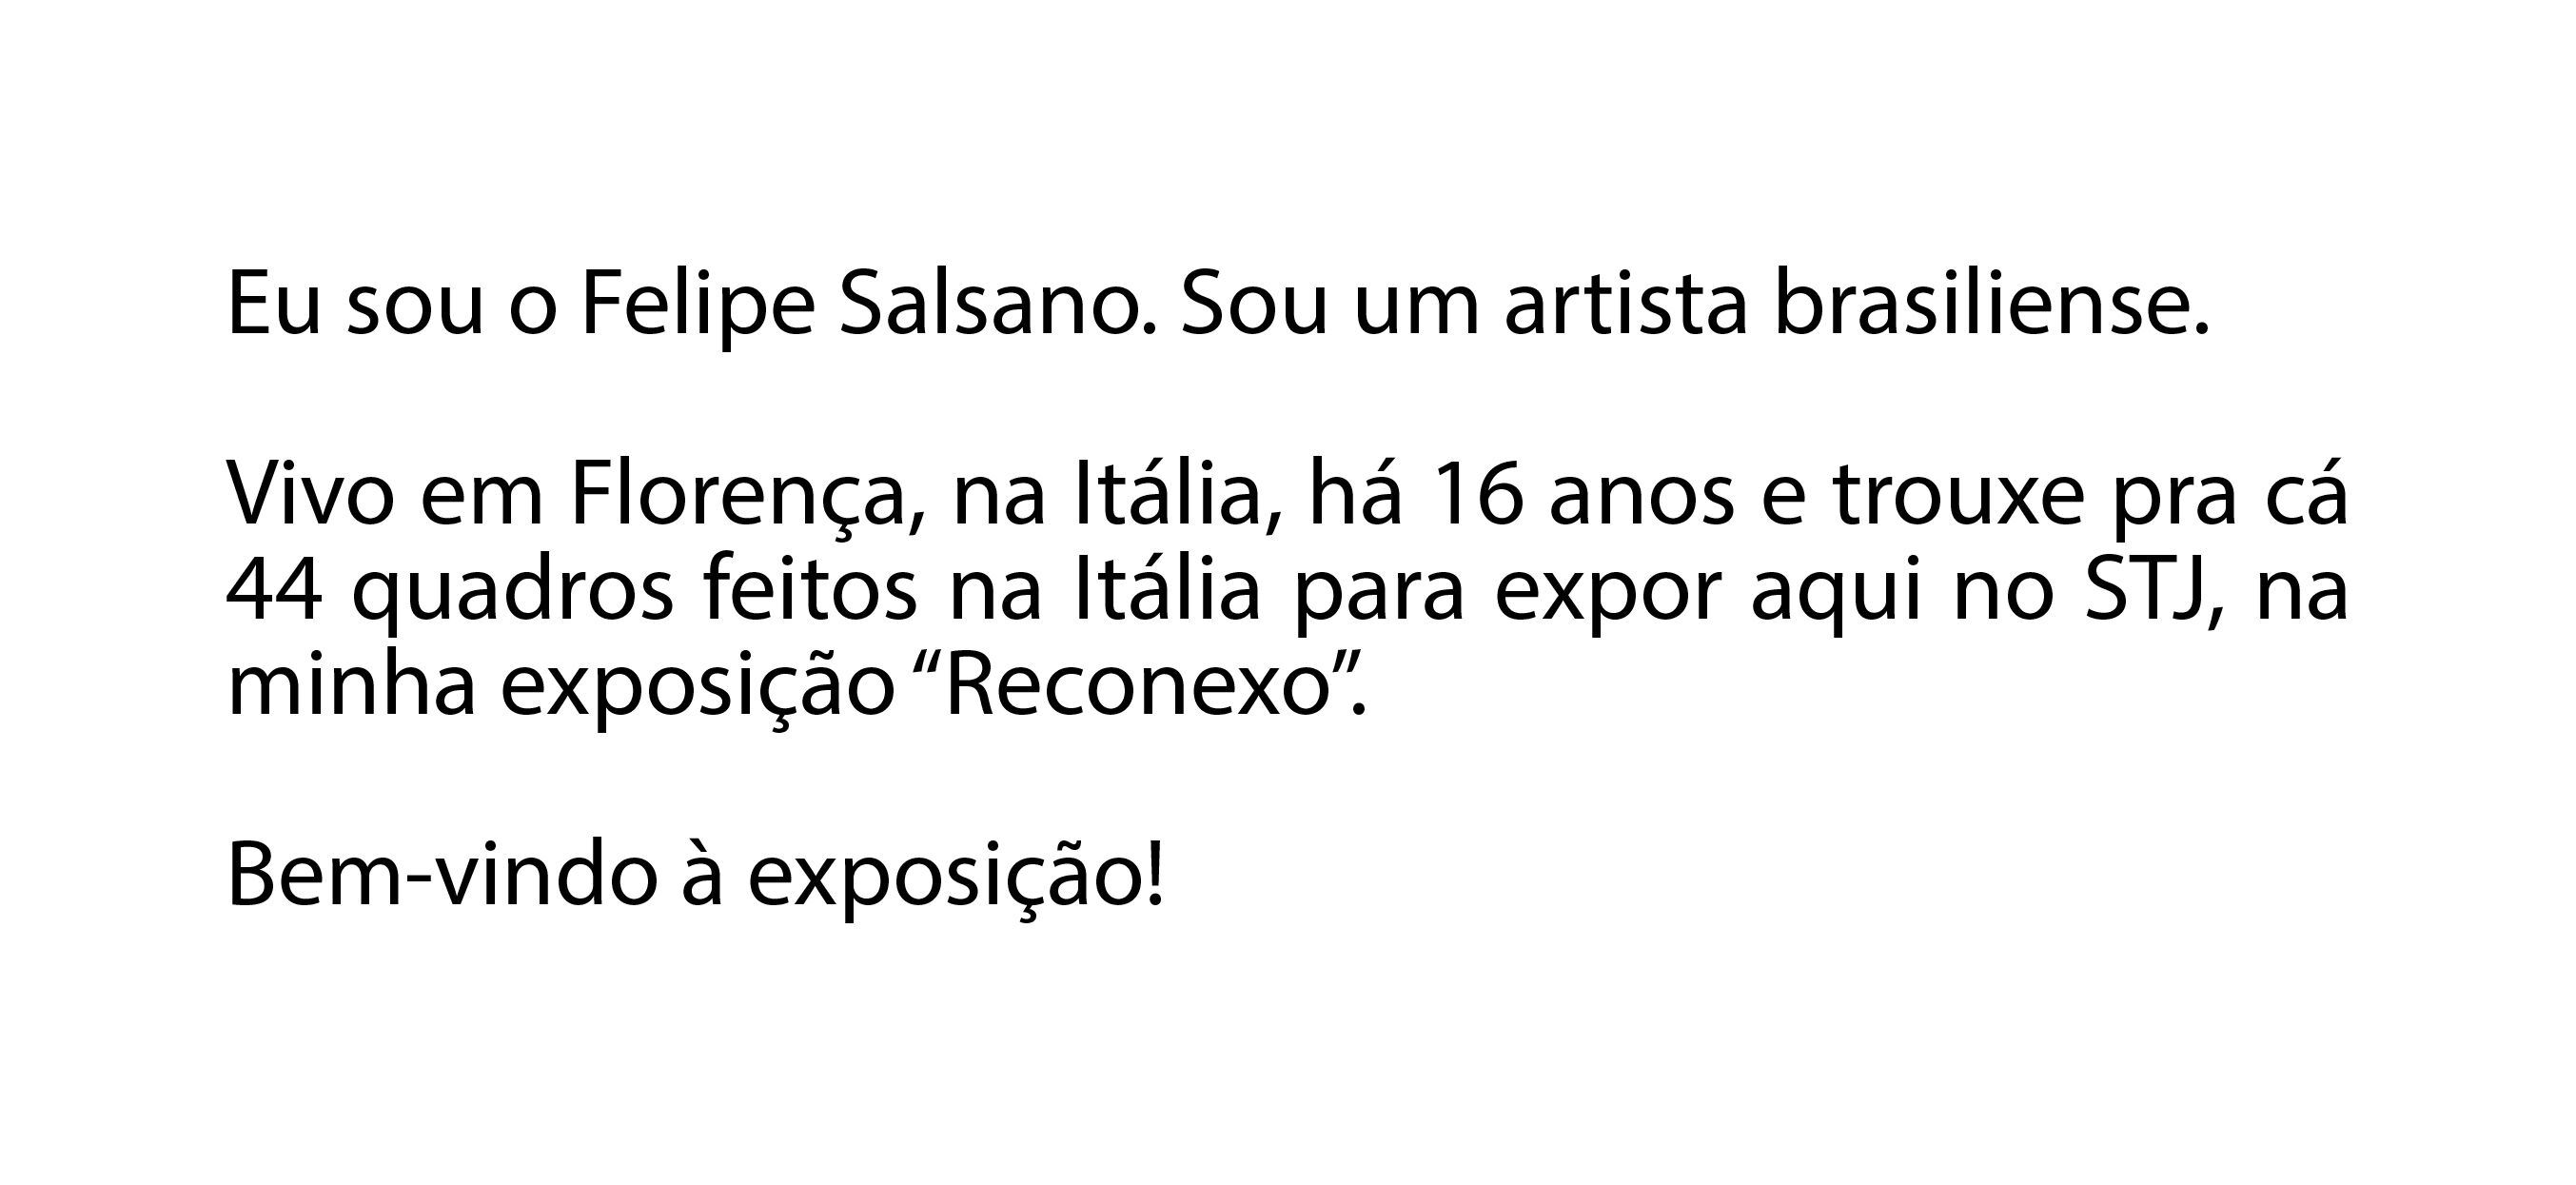 Eu sou o Felipe Salsano. Sou um artista brasiliense.
Vivo em Florença, na Itália, há 16 anos e trouxe pra cá
44 quadros feitos na Itália para expor aqui no STJ, na
minha exposição “Reconexo”.
Bem-vindo à exposição!